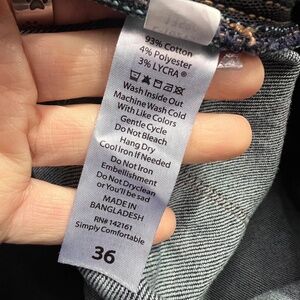 93% Cotton
4% Polyester
3% LYCRA®
Wash Inside Out
Machine Wash Cold
With Like Colors
Gentle Cycle
Do Not Bleach
Hang Dry
Cool Iron If Needed
Do Not Iron
Embellishment
Do Not Dryclean
or You'll be sad
MADE IN
BANGLADESH
RN# 142161
Simply Comfortable
36